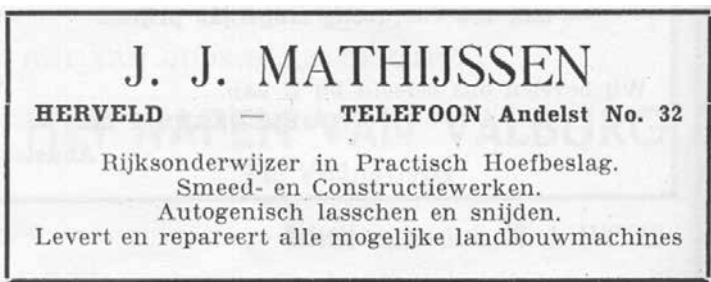 J. J. MATHIJSSEN
HERVELD — TELEFOON Andelst No. 32
Rijksonderwijzer in Practisch Hoefbeslag.
Smeed- en Constructiewerken.
Autogenisch lasschen en snijden.
Levert en repareert alle mogelijke landbouwmachines